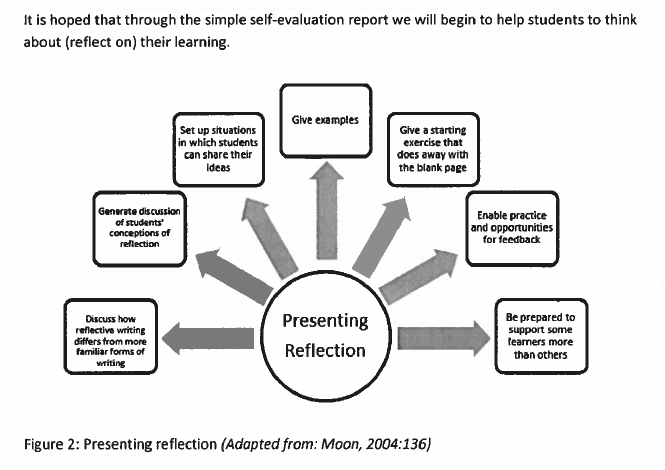 It is hoped that through the simple self-evaluation report we will begin to help students to think
about (reflect on) their learning.
Give examples
Set up situations
in which students
can share their
ideas
Give a starting
exercise that
does away with
the blank page
Generate discussion
of students'
conceptions of
reflection
Enable practice
and opportunities
for feedback
Discuss how
reflective writing
differs from more
familiar forms of
writing
Presenting
Reflection
Be prepared to
support some
learners more
than others
Figure 2: Presenting reflection (Adapted from: Moon, 2004:136)